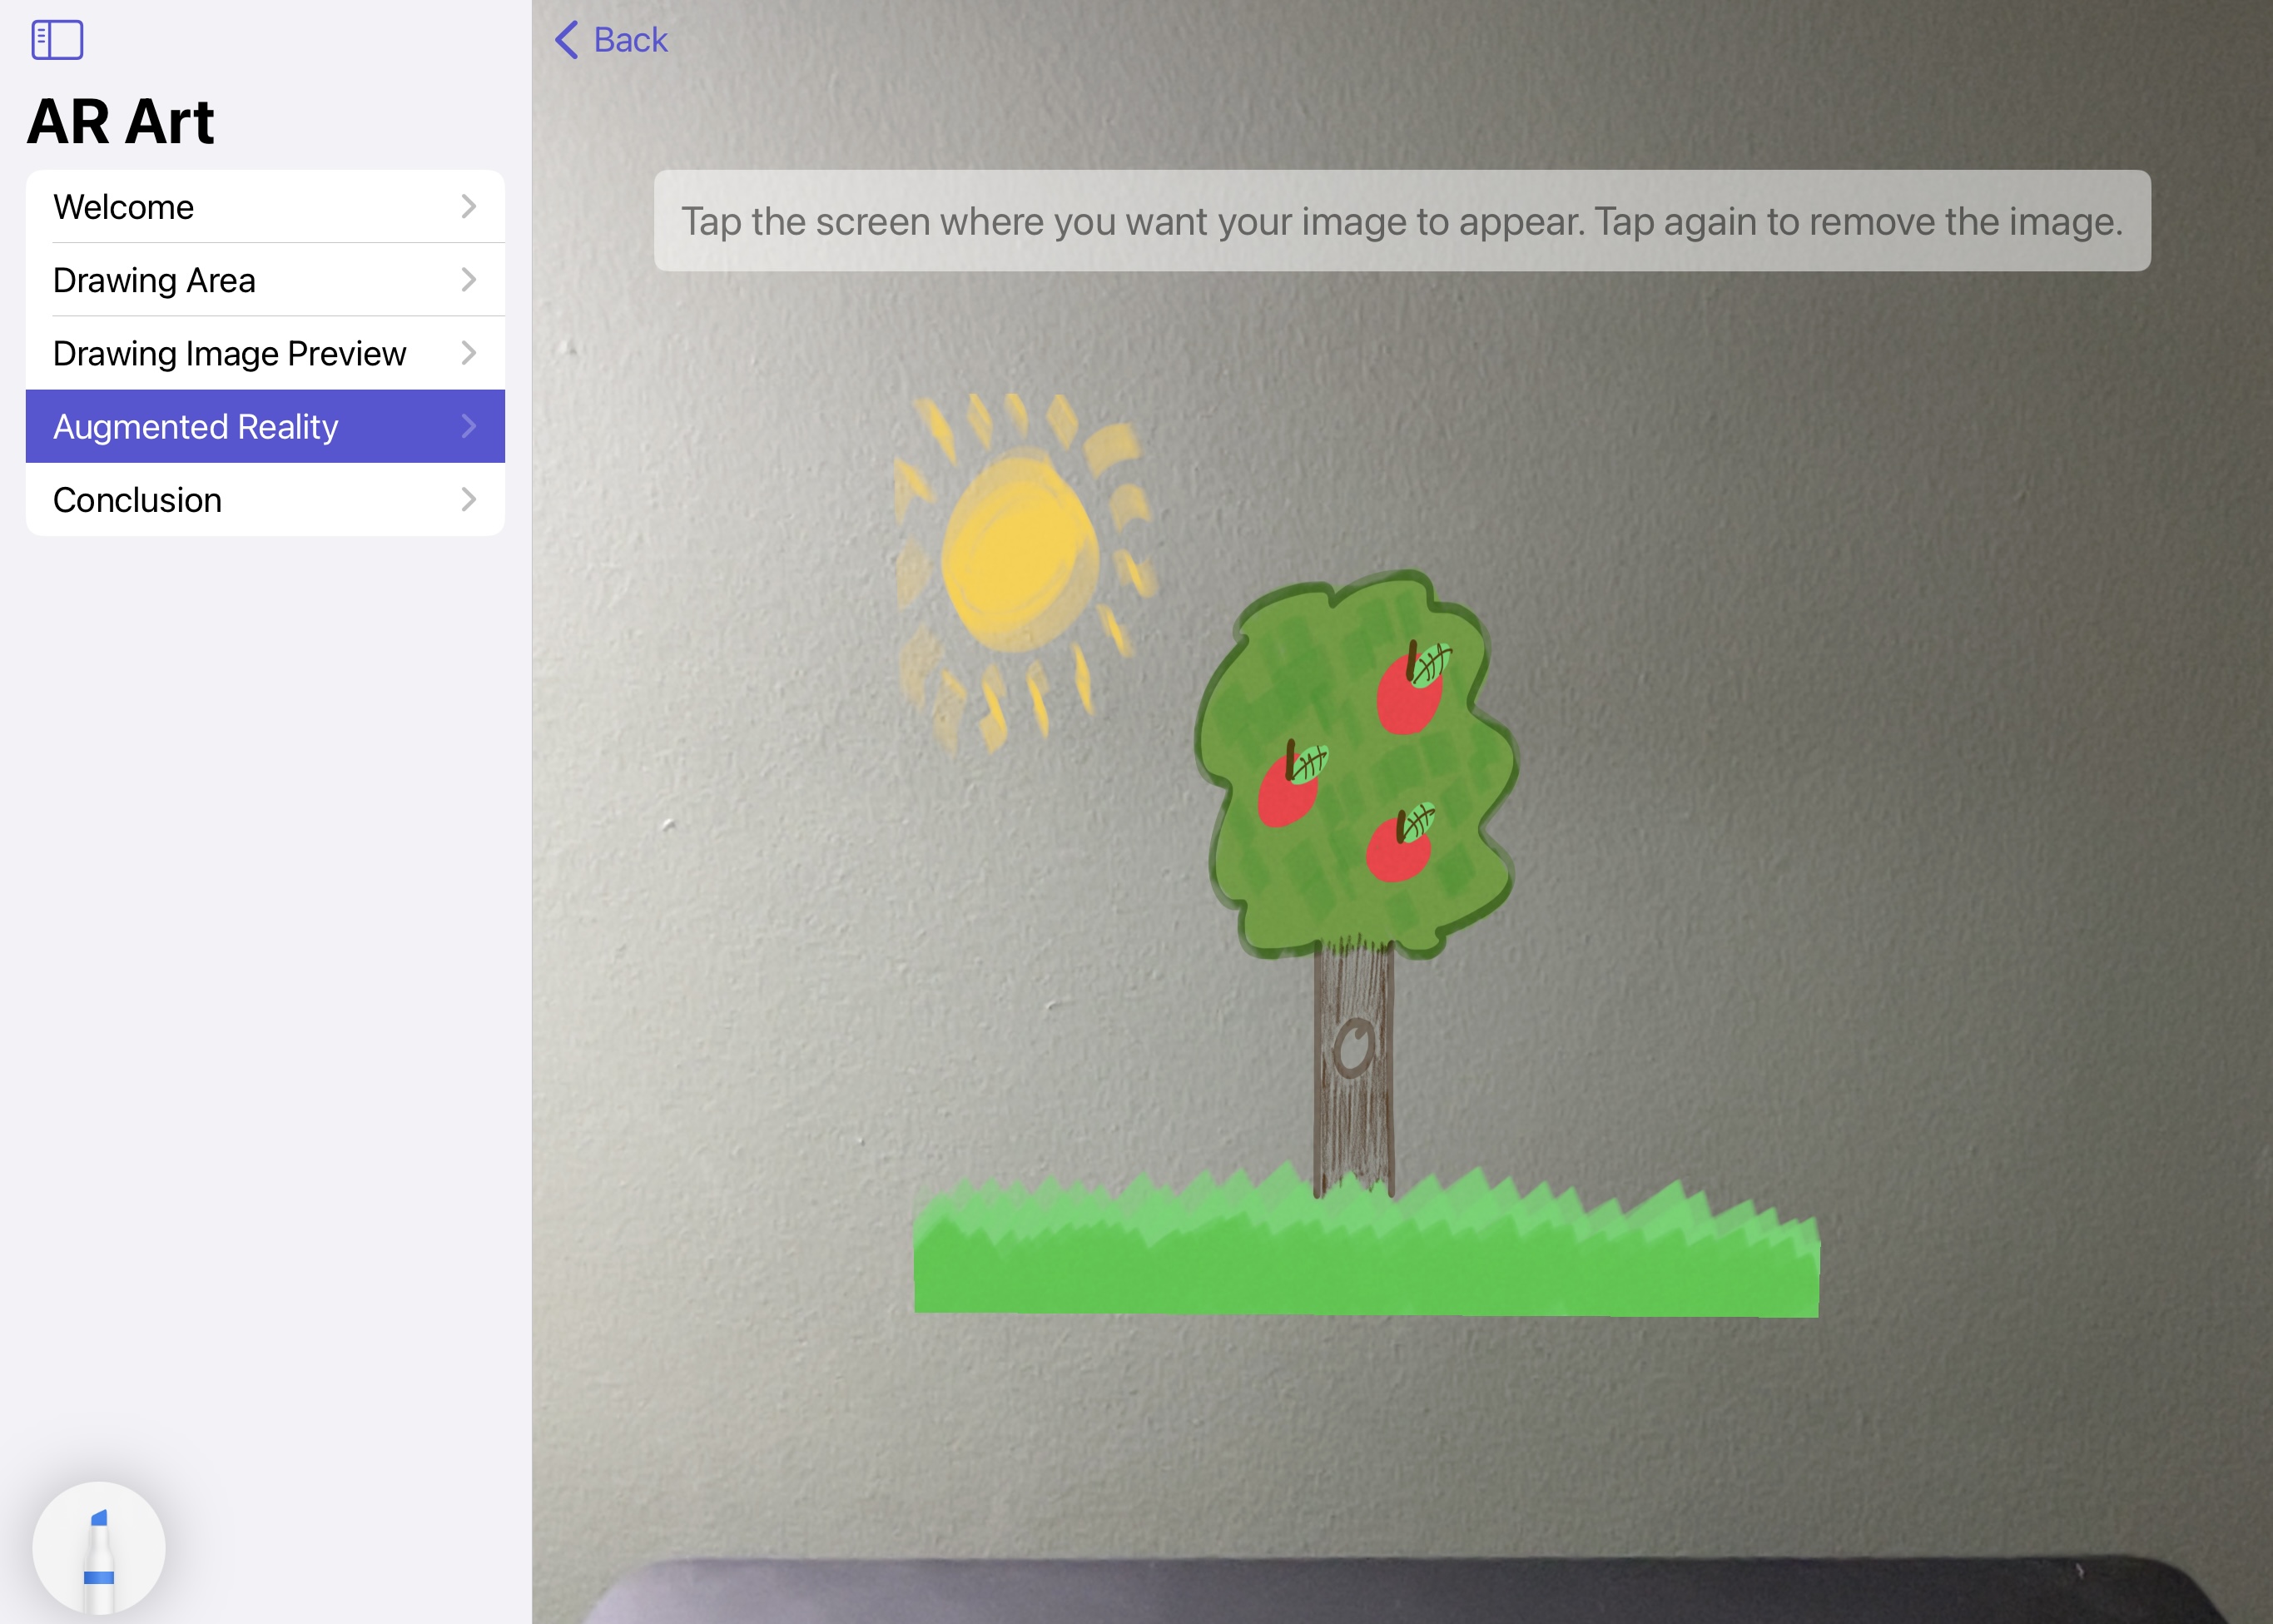 Back
AR Art
Welcome
Drawing Area
Drawing Image Preview
Augmented Reality
Conclusion
Tap the screen where you want your image to appear. Tap again to remove the image.